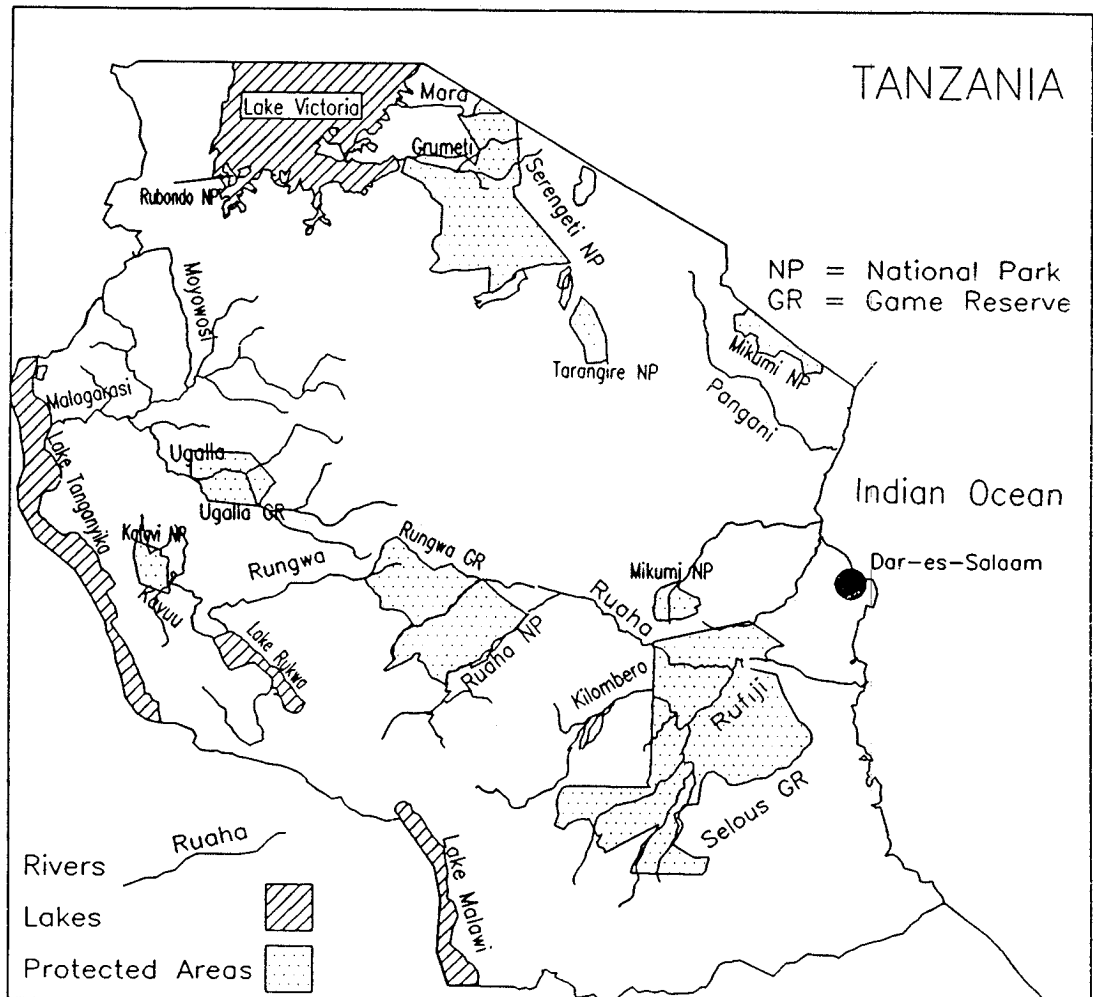 TANZANIA
Mara
Lake Victoria
Grumeti
Rubondo NP
Serengeti NP
NP = National Park
GR = Game Reserve
Moyowosi
Mikumi NP
Tarangire NP
Malagarasi
Pangani
Ugalla
Lake Tanganyika
Indian Ocean
Ugalla GR
Katavi NP
Rungwa GR
Rungwa
Mikumi NP
Dar-es-Salaam
Kavuu
Ruaha
Lake Rukwa
Ruaha NP
Kilombero
Rufiji
Selous GR
Ruaha
Rivers
Lake Malawi
Lakes
Protected Areas